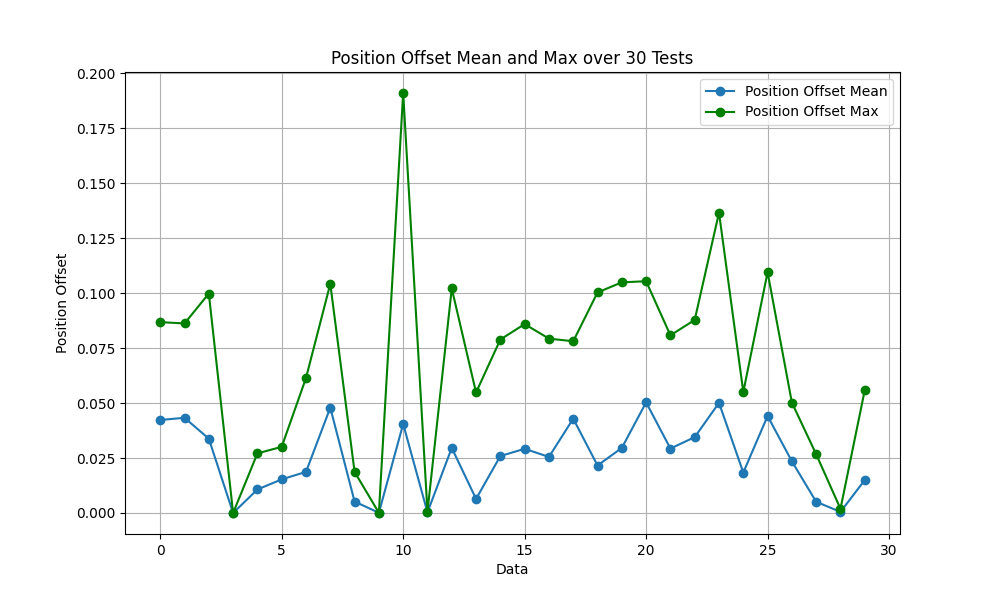 Position Offset Mean and Max over 30 Tests
Position Offset Mean
Position Offset Max
Position Offset
0.200
0.175
0.150
0.125
0.100
0.075
0.050
0.025
0.000
0 5 10 15 20 25 30
Data